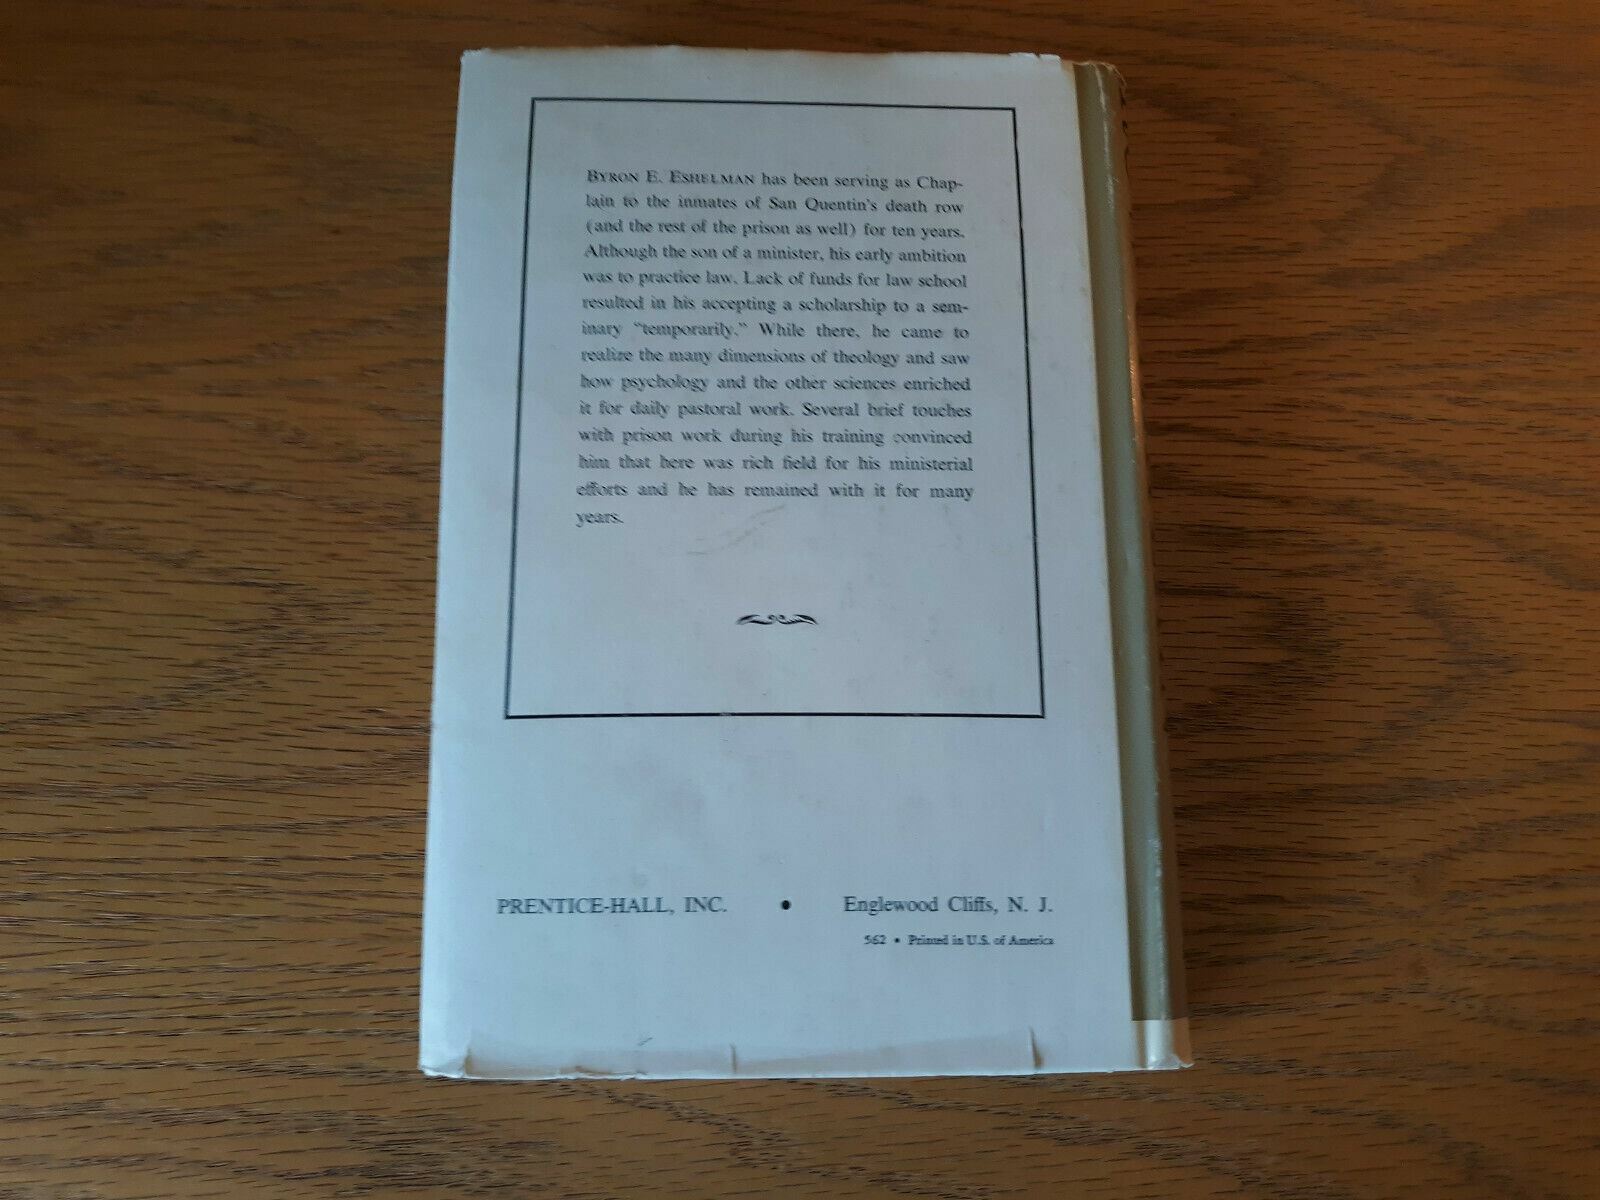 BYRON E. ESHELMAN has been serving as Chap-
lain to the inmates of San Quentin's death row
(and the rest of the prison as well) for ten years.
Although the son of a minister, his early ambition
was to practice law. Lack of funds for law school
resulted in his accepting a scholarship to a sem-
inary "temporarily." While there, he came to
realize the many dimensions of theology and saw
how psychology and the other sciences enriched
it for daily pastoral work. Several brief touches
with prison work during his training convinced
him that here was rich field for his ministerial
efforts and he has remained with it for many
years.
PRENTICE-HALL, INC. • Englewood Cliffs, N. J.
562 • Printed in U.S. of America